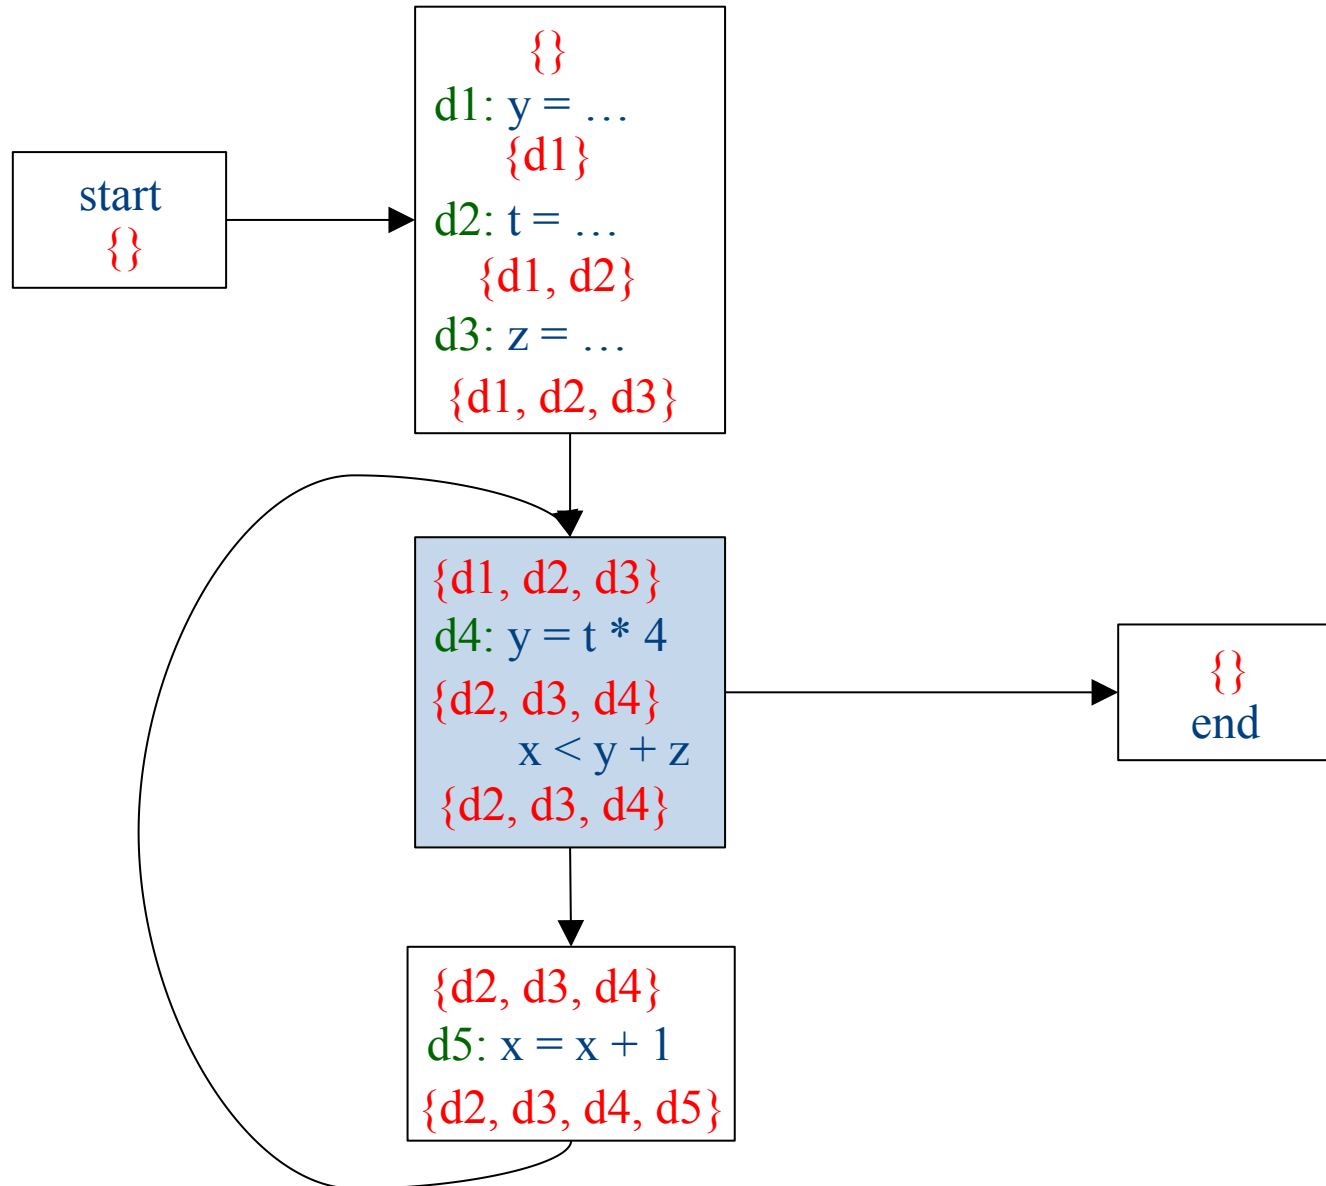 start
{}
{}
d1: y = …
{d1}
d2: t = …
{d1, d2}
d3: z = …
{d1, d2, d3}
{d1, d2, d3}
d4: y = t * 4
{d2, d3, d4}
x < y + z
{d2, d3, d4}
{}
end
{d2, d3, d4}
d5: x = x + 1
{d2, d3, d4, d5}